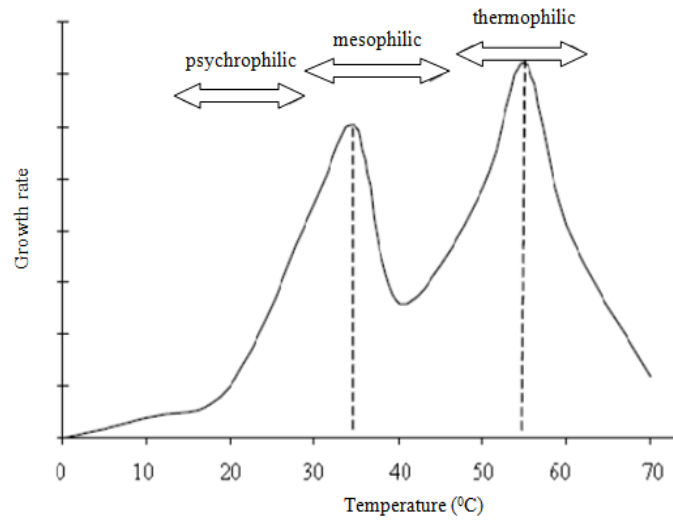 thermophilic
mesophilic
psychrophilic
Growth rate
0 10 20 30 40 50 60 70
Temperature (⁰C)